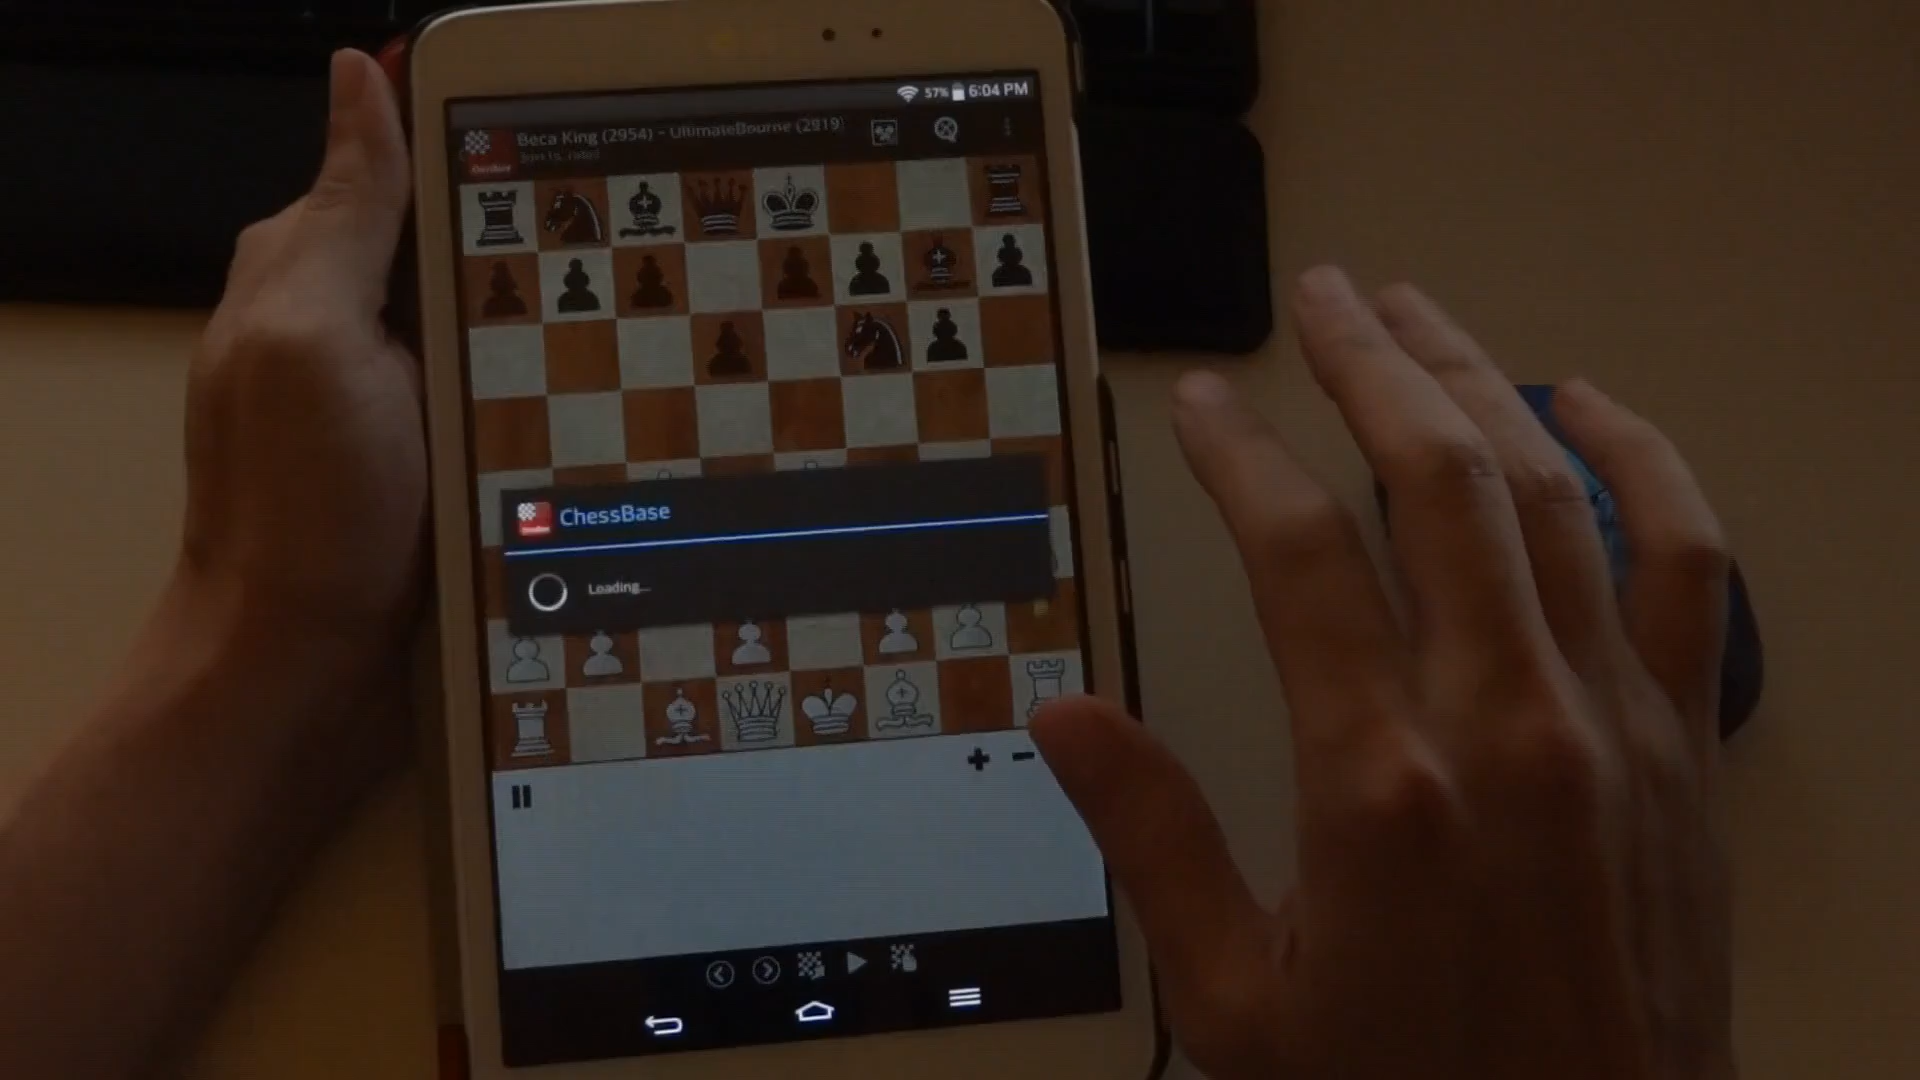 57% 6:04 PM
Beca King (2954) - UltimateBourne (2919)
ChessBase
Loading...